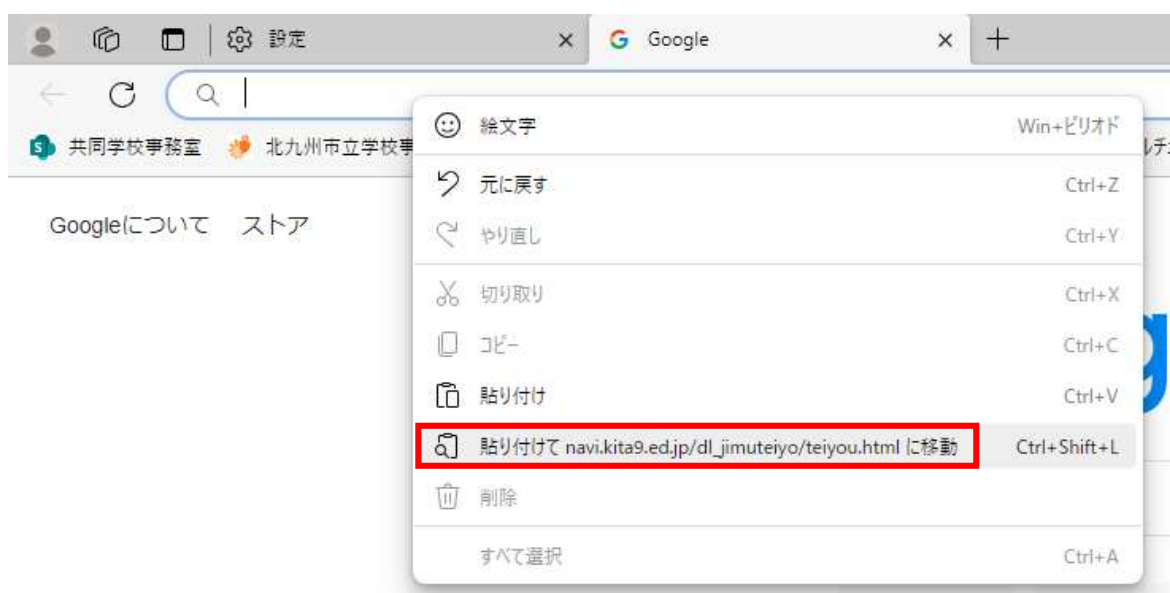 設定
Google
共同学校事務室
北九州市立学校事
ルチ
Googleについて ストア
絵文字 Win+ピリオド
元に戻す Ctrl+Z
やり直し Ctrl+Y
切り取り Ctrl+X
コピー Ctrl+C
貼り付け Ctrl+V
貼り付けて navi.kita9.ed.jp/dl_jimuteiyo/teiyou.html に移動 Ctrl+Shift+L
削除
すべて選択 Ctrl+A
g